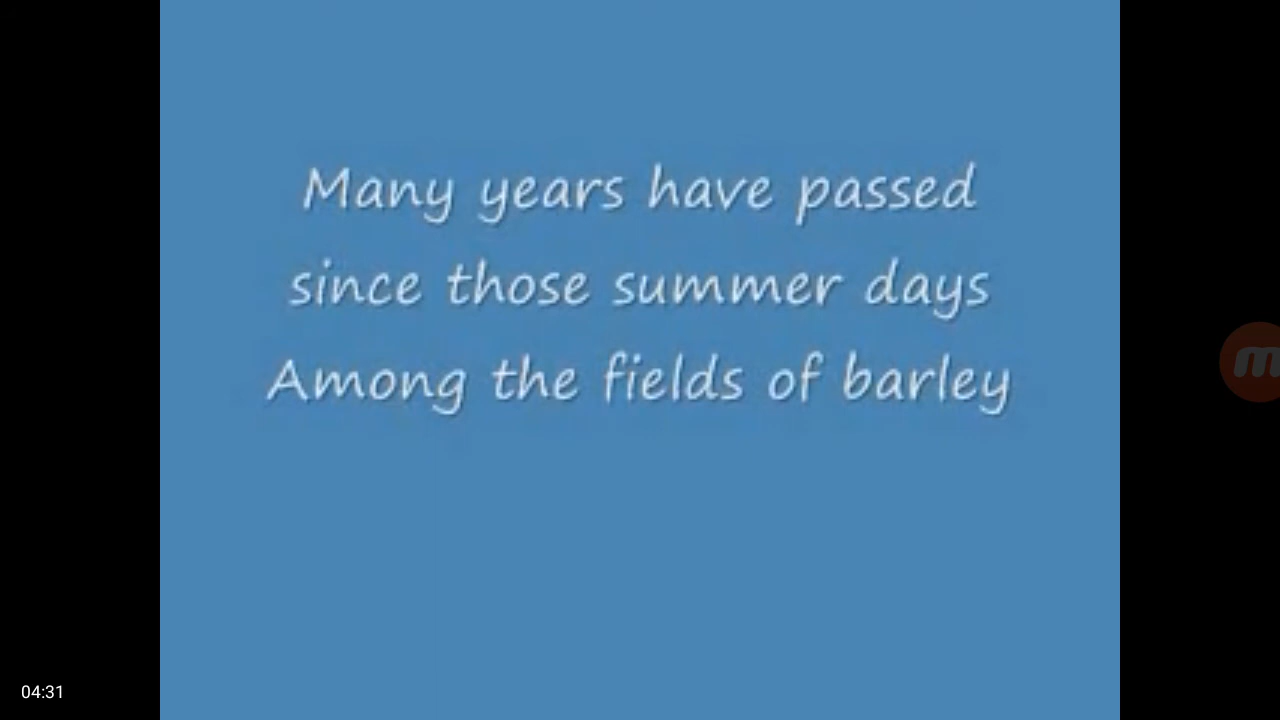 Many years have passed
since those summer days
Among the fields of barley
04:31